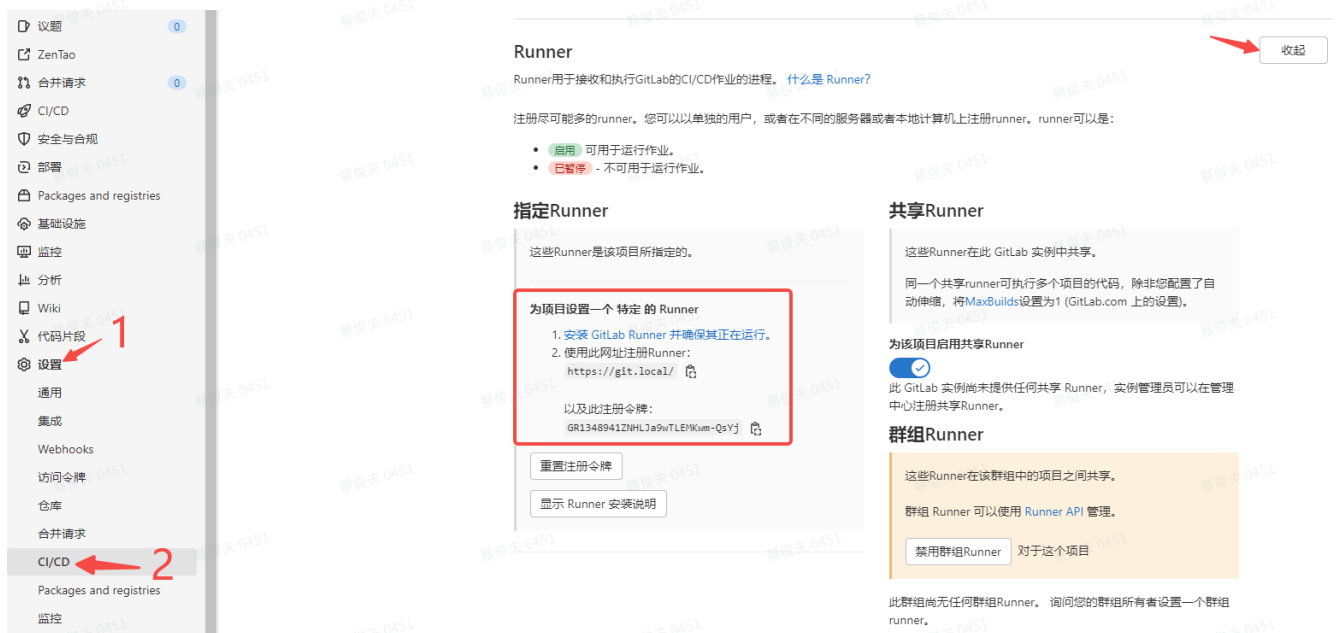 议题 0
ZenTao
合并请求 0
CI/CD
安全与合规
部署
Packages and registries
基础设施
监控
分析
Wiki
代码片段
设置
1
通用
集成
Webhooks
访问令牌
仓库
合并请求
CI/CD
2
Packages and registries
监控
Runner
收起
Runner用于接收和执行GitLab的CI/CD作业的进程。 什么是 Runner?
注册尽可能多的runner。您可以以单独的用户，或者在不同的服务器或者本地计算机上注册runner。runner可以是：
• 启用 可用于运行作业。
• 已暂停 - 不可用于运行作业。
指定Runner
这些Runner是该项目所指定的。
为项目设置一个 特定 的 Runner
1. 安装 GitLab Runner 并确保其正在运行。
2. 使用此网址注册Runner：
https://git.local/
以及此注册令牌：
GR1348941ZNHLJa9wTLEMKwm-QsYj
重置注册令牌
显示 Runner 安装说明
共享Runner
这些Runner在此 GitLab 实例中共享。
同一个共享runner可执行多个项目的代码，除非您配置了自
动伸缩，将MaxBuilds设置为1 (GitLab.com 上的设置)。
为该项目启用共享Runner
此 GitLab 实例尚未提供任何共享 Runner，实例管理员可以在管
理中心注册共享Runner。
群组Runner
这些Runner在该群组中的项目之间共享。
群组 Runner 可以使用 Runner API 管理。
禁用群组Runner 对于这个项目
此群组尚无任何群组Runner。 询问您的群组所有者设置一个群组
runner。
蔡俊夫 0451